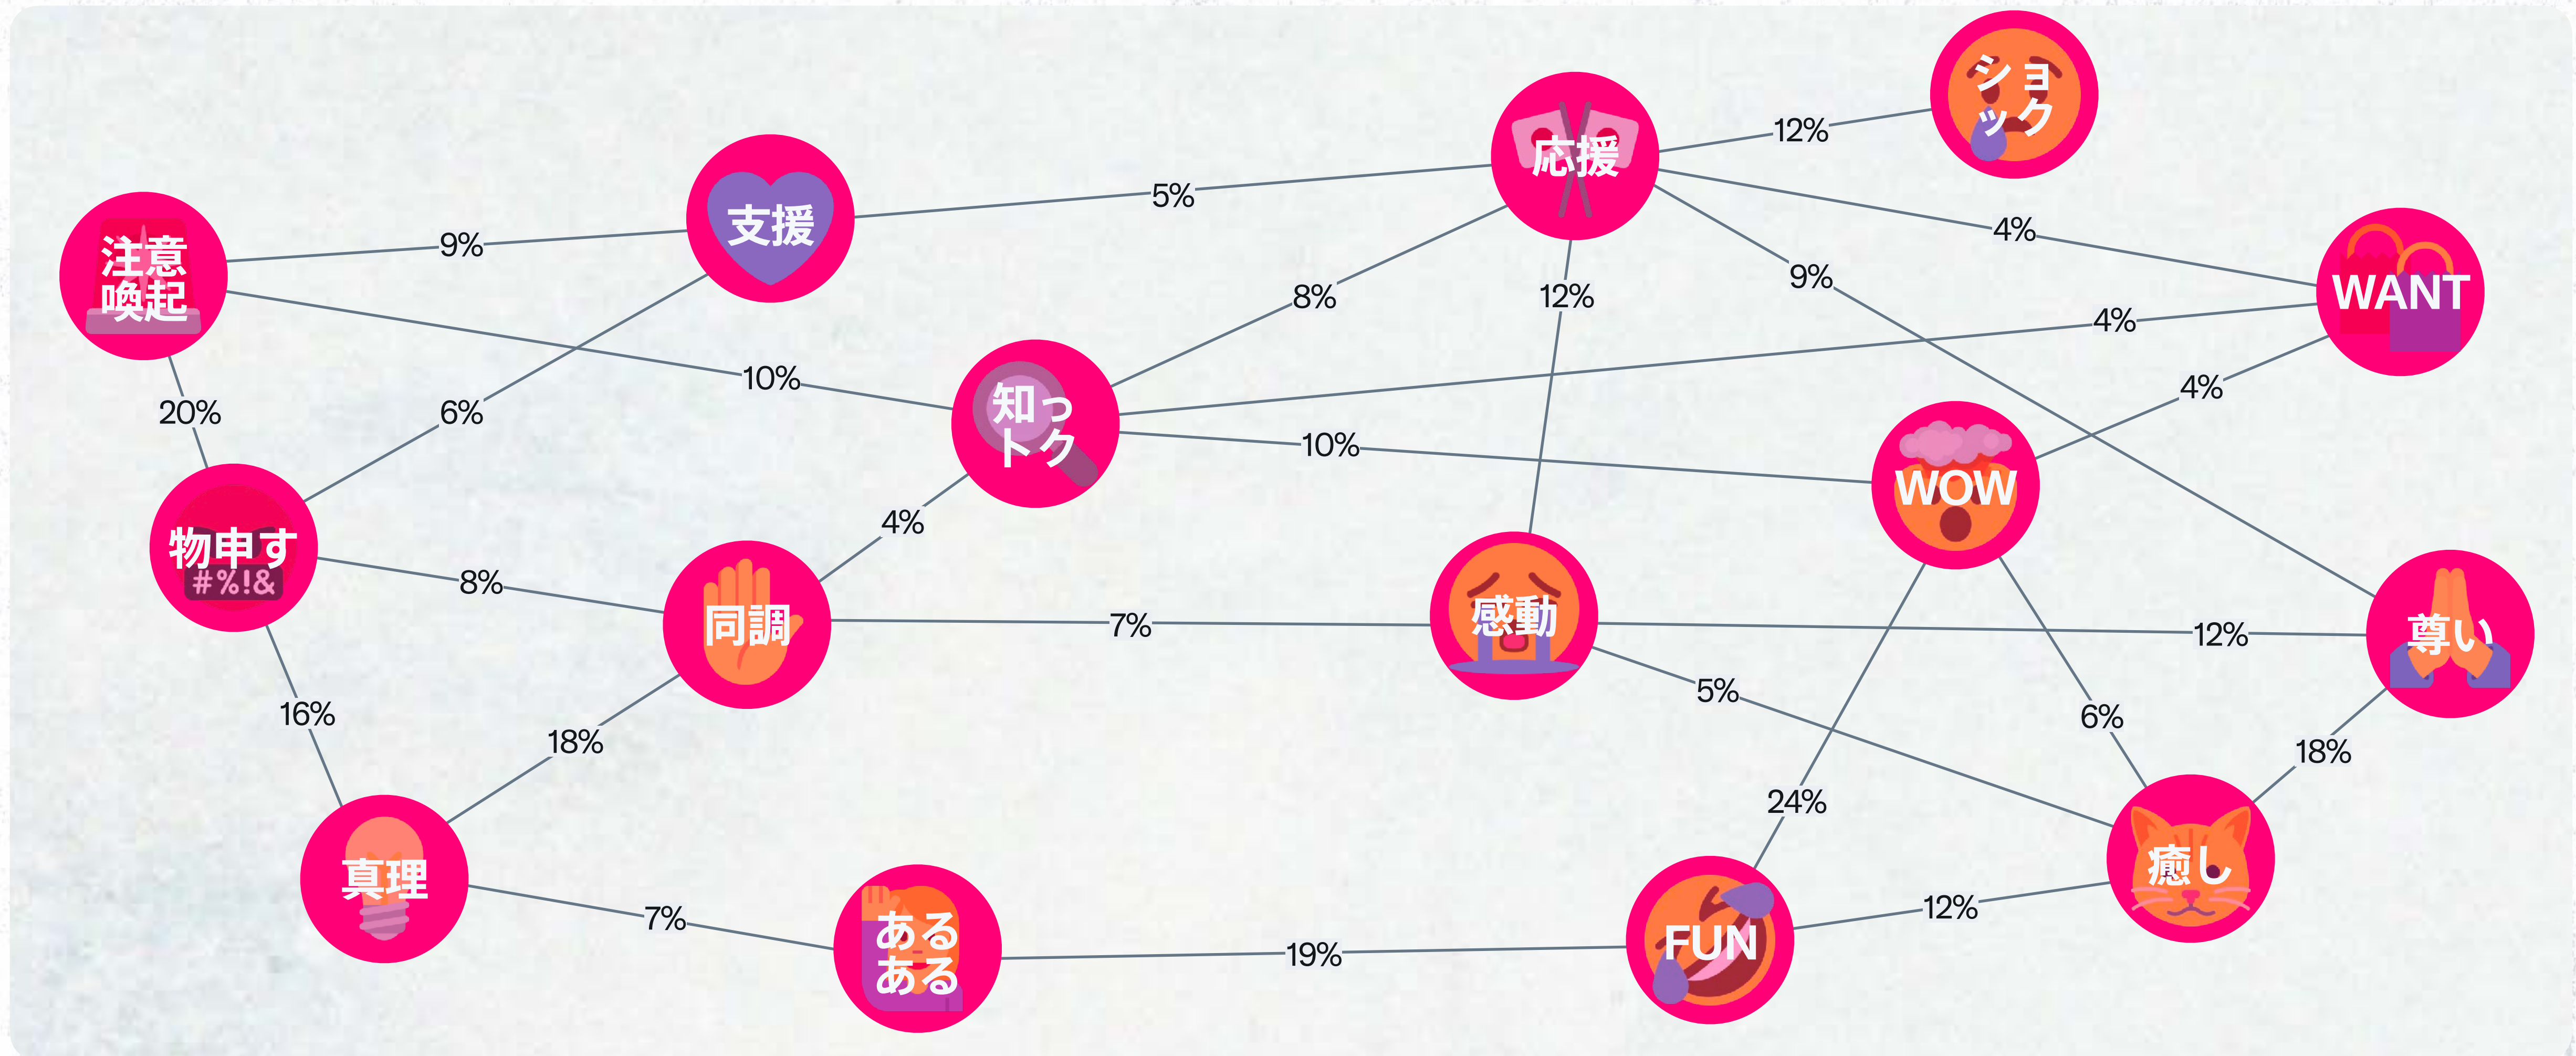 ショ
ック
12%
応援
支援
5%
4%
注意
喚起
9%
WANT
9%
8%
12%
4%
10%
知っ
トク
4%
20%
6%
10%
WOW
4%
物申す
#%!&
8%
同調
7%
感動
12%
尊い
5%
6%
16%
18%
18%
24%
真理
7%
ある
ある
19%
FUN
12%
癒し